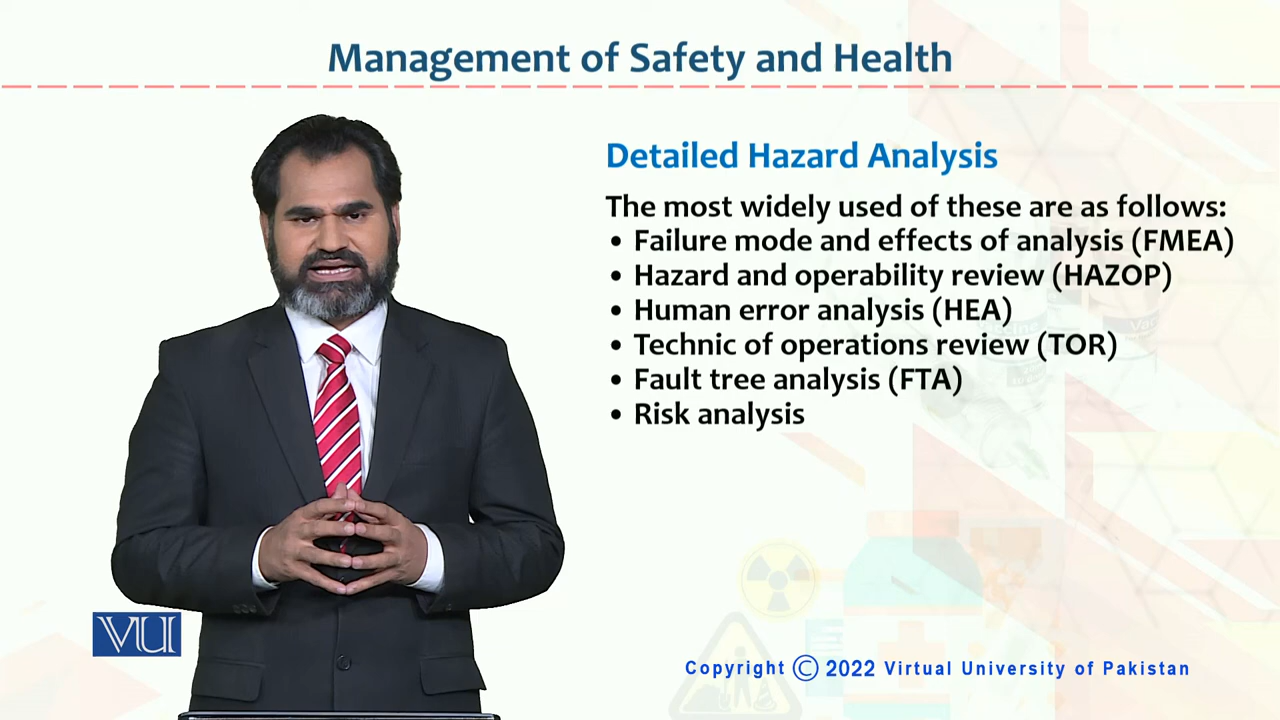 Management of Safety and Health
Detailed Hazard Analysis
The most widely used of these are as follows:
• Failure mode and effects of analysis (FMEA)
• Hazard and operability review (HAZOP)
• Human error analysis (HEA)
• Technic of operations review (TOR)
• Fault tree analysis (FTA)
• Risk analysis
VU
Copyright © 2022 Virtual University of Pakistan